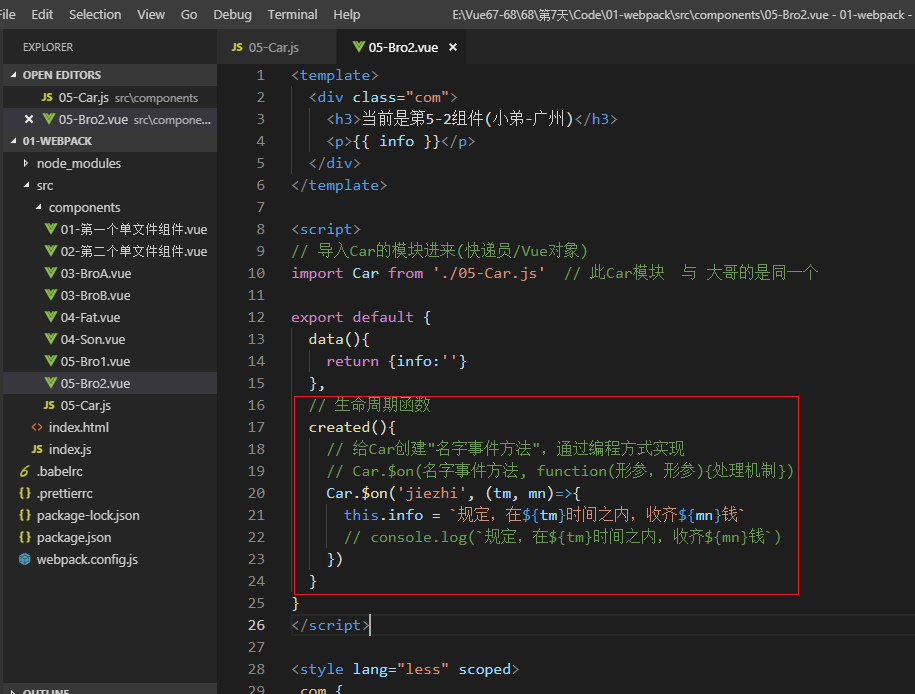 File Edit Selection View Go Debug Terminal Help E:\Vue67-68\68\第7天\Code\01-webpack\src\components\05-Bro2.vue - 01-webpack -
EXPLORER
JS 05-Car.js 05-Bro2.vue ×
OPEN EDITORS
JS 05-Car.js src\components
× 05-Bro2.vue src\compone...
01-WEBPACK
node_modules
src
components
01-第一个单文件组件.vue
02-第二个单文件组件.vue
03-BroA.vue
03-BroB.vue
04-Fat.vue
04-Son.vue
05-Bro1.vue
05-Bro2.vue
JS 05-Car.js
<> index.html
JS index.js
.babelrc
{} .prettierrc
{} package-lock.json
{} package.json
webpack.config.js
OUTLINE
1 <template>
2 <div class="com">
3 <h3>当前是第5-2组件(小弟-广州)</h3>
4 <p>{{ info }}</p>
5 </div>
6 </template>
7
8 <script>
9 // 导入Car的模块进来(快递员/Vue对象)
10 import Car from './05-Car.js' // 此Car模块 与 大哥的是同一个
11
12 export default {
13 data(){
14 return {info:''}
15 },
16 // 生命周期函数
17 created(){
18 // 给Car创建"名字事件方法"，通过编程方式实现
19 // Car.$on(名字事件方法, function(形参，形参){处理机制})
20 Car.$on('jiezhi', (tm, mn)=>{
21 this.info = `规定，在${tm}时间之内，收齐${mn}钱`
22 // console.log(`规定，在${tm}时间之内，收齐${mn}钱`)
23 })
24 }
25 }
26 </script>
27
28 <style lang="less" scoped>
29 .com {